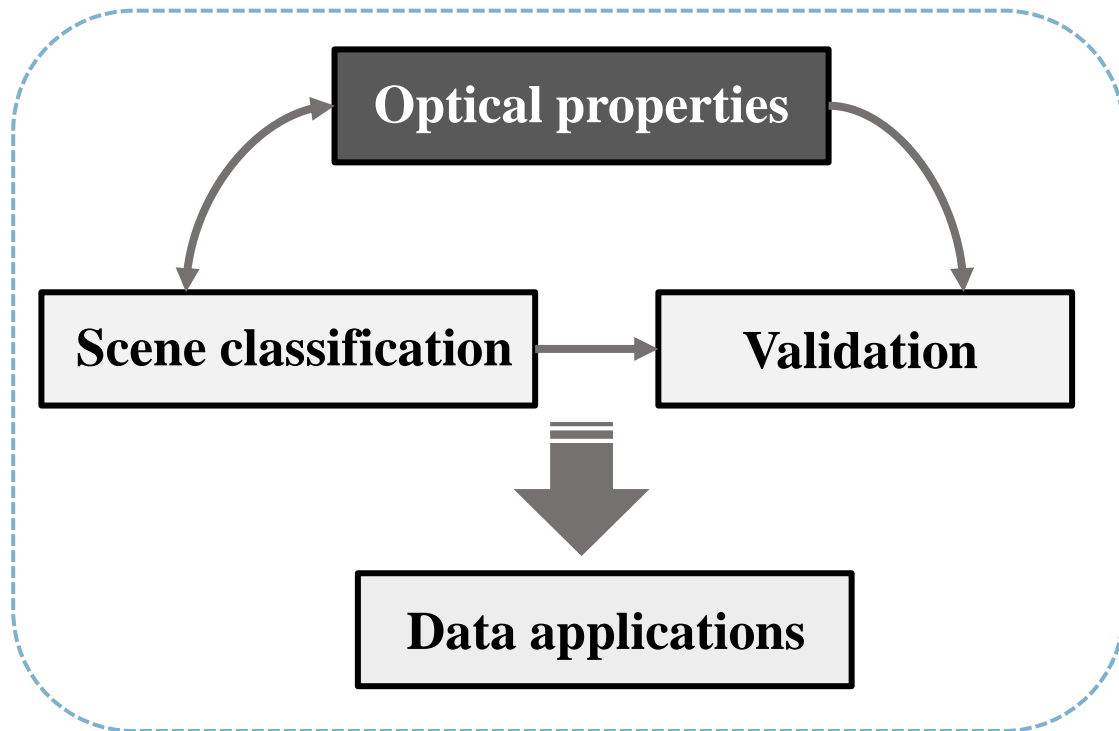 Optical properties
Scene classification
Validation
Data applications